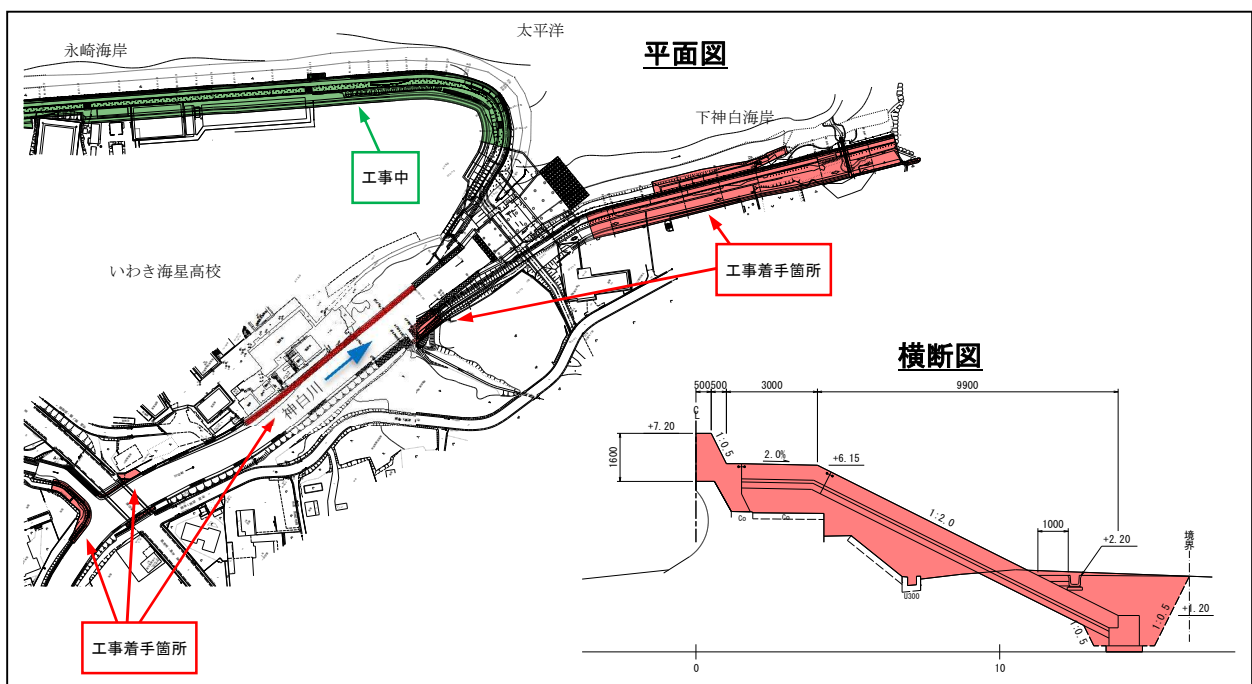 太平洋
永崎海岸
平面図
下神白海岸
工事中
いわき海星高校
工事着手箇所
神白川
工事着手箇所
横断図
500
500
3000
9900
C
L
+7.20
1:0.5
1600
2.0%
+6.15
1:2.0
1000
+2.20
境界
Co
Co
U300
1:0.5
1:0.5
+1.20
0
10